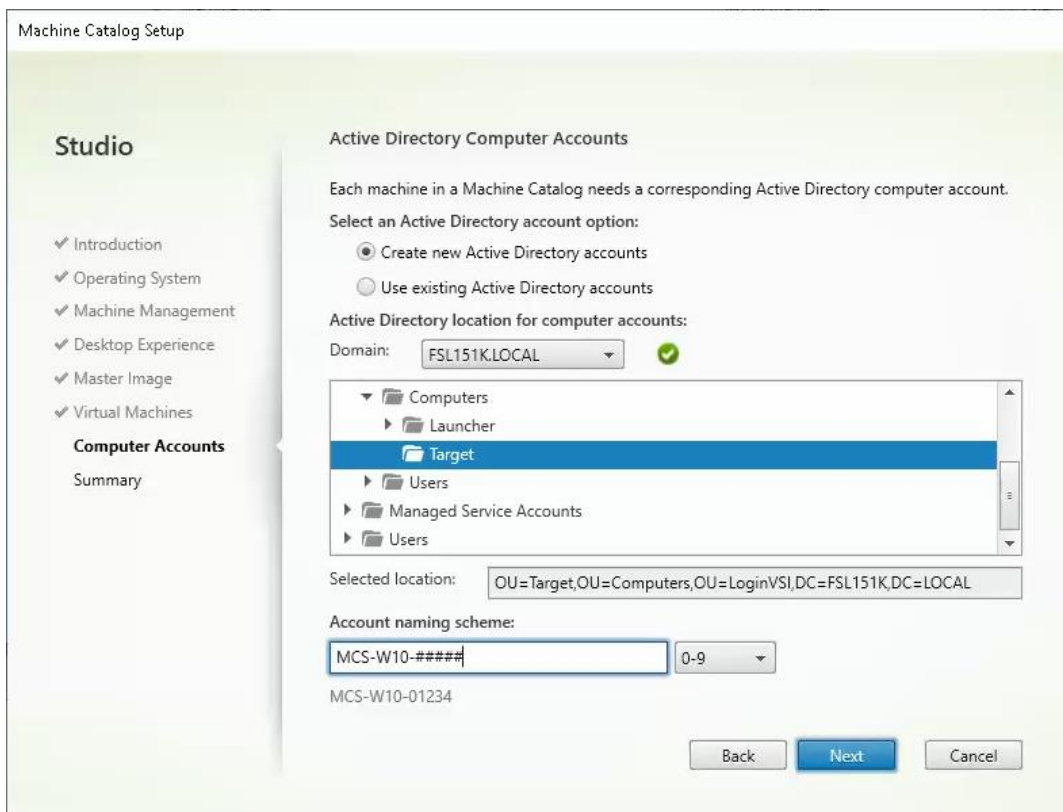 Machine Catalog Setup
Studio
Introduction
Operating System
Machine Management
Desktop Experience
Master Image
Virtual Machines
Computer Accounts
Summary
Active Directory Computer Accounts
Each machine in a Machine Catalog needs a corresponding Active Directory computer account.
Select an Active Directory account option:
Create new Active Directory accounts
Use existing Active Directory accounts
Active Directory location for computer accounts:
Domain: FSL151K.LOCAL
Computers
Launcher
Target
Users
Managed Service Accounts
Users
Selected location: OU=Target,OU=Computers,OU=LoginVSI,DC=FSL151K,DC=LOCAL
Account naming scheme:
MCS-W10-##### 0-9
MCS-W10-01234
Back Next Cancel